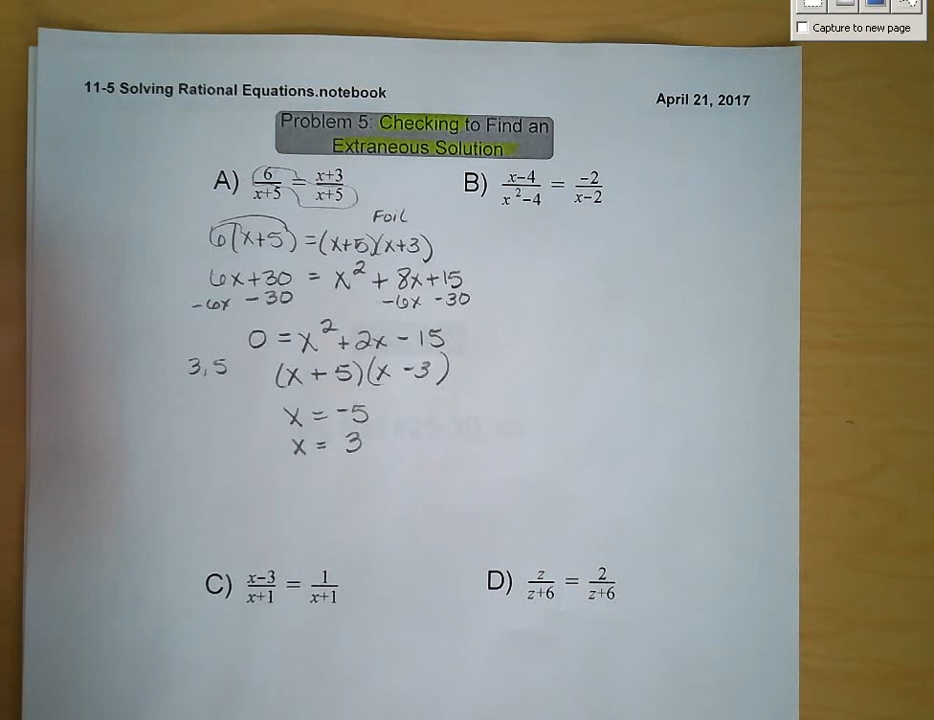 Capture to new page
11-5 Solving Rational Equations.notebook
April 21, 2017
Problem 5: Checking to Find an
Extraneous Solution
A) 6/x+5 = x+3/x+5
B) x-4/x²-4 = -2/x-2
Foil
6(x+5) = (x+5)(x+3)
6x+30 = x² + 8x+15
-6x -30 -6x -30
0 = x² + 2x - 15
3, 5 (x + 5)(x - 3)
x = -5
x = 3
C) x-3/x+1 = 1/x+1
D) z/z+6 = 2/z+6